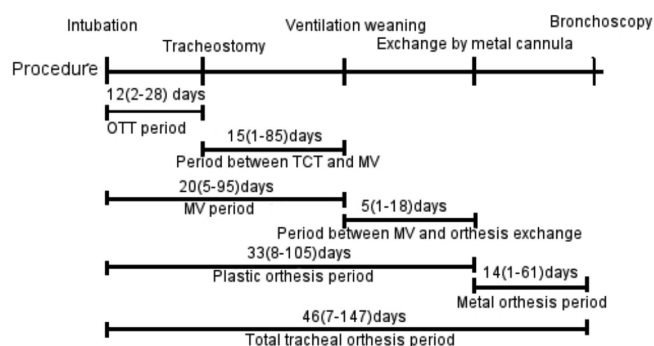 Bronchoscopy
Intubation
Ventilation weaning
Tracheostomy
Exchange by metal cannula
Procedure
12(2-28) days
OTT period
15(1-85)days
Period between TCT and MV
20(5-95)days
MV period
5(1-18)days
Period between MV and orthesis exchange
33(8-105)days
Plastic orthesis period
14(1-61)days
Metal orthesis period
46(7-147)days
Total tracheal orthesis period